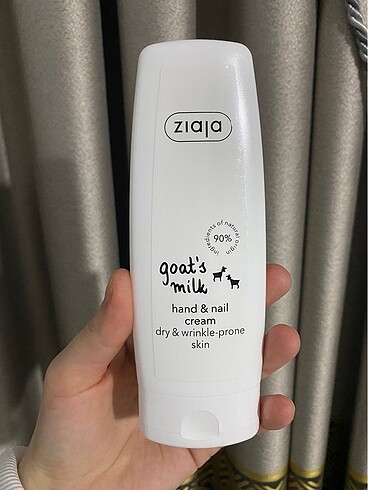 ziaja
ingredients of natural origin
90%
goat's
milk
hand & nail
cream
dry & wrinkle-prone
skin